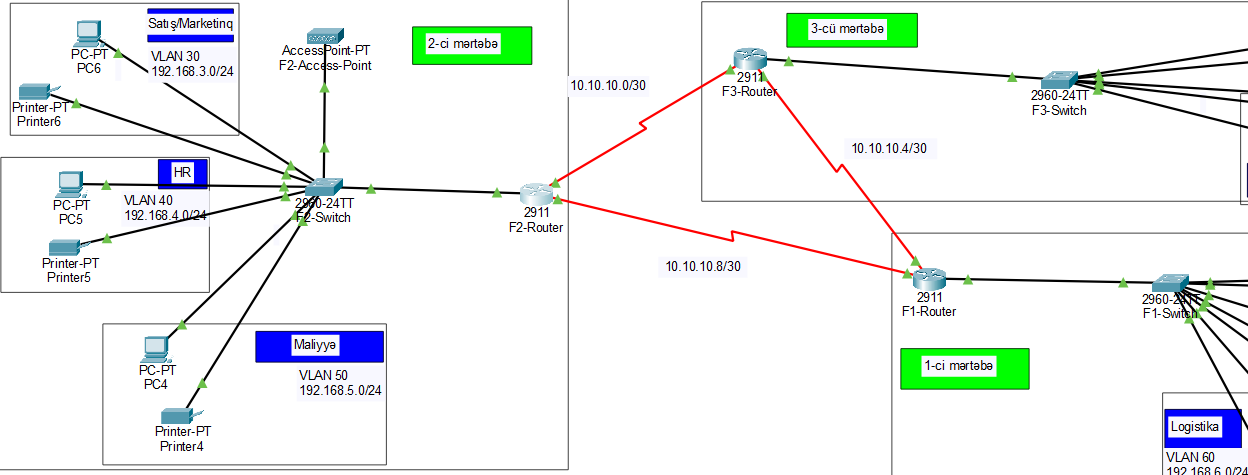 Satış/Marketinq
PC-PT
PC6
VLAN 30
192.168.3.0/24
Printer-PT
Printer6
AccessPoint-PT
F2-Access-Point
2-ci mərtəbə
HR
PC-PT
PC5
VLAN 40
192.168.4.0/24
Printer-PT
Printer5
2960-24TT
F2-Switch
2911
F2-Router
Maliyyə
PC-PT
PC4
VLAN 50
192.168.5.0/24
Printer-PT
Printer4
10.10.10.0/30
10.10.10.4/30
10.10.10.8/30
3-cü mərtəbə
2911
F3-Router
2960-24TT
F3-Switch
2911
F1-Router
2960-24TT
F1-Switch
1-ci mərtəbə
Logistika
VLAN 60
192.168.6.0/24